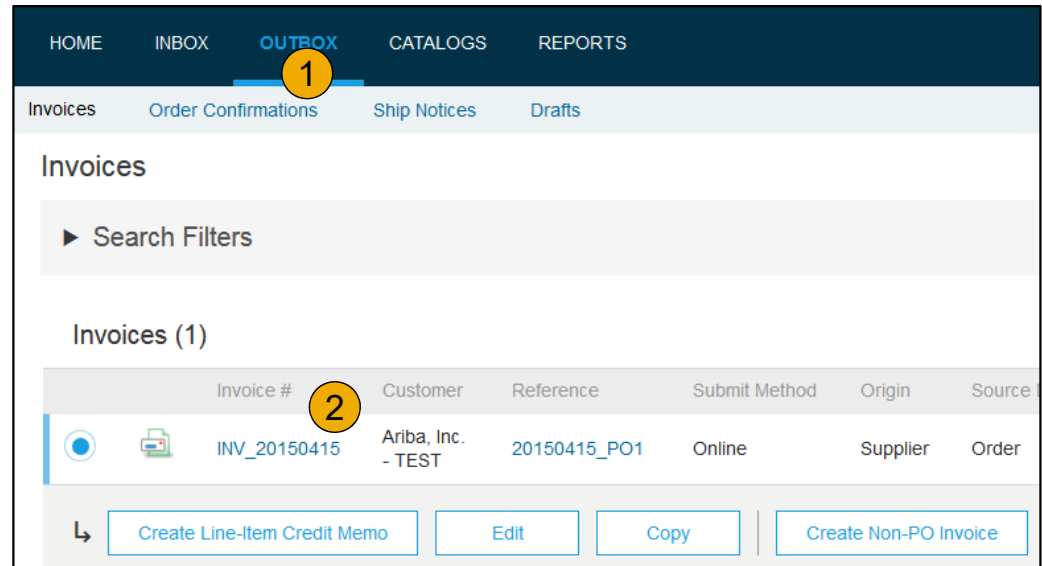 HOME INBOX OUTBOX CATALOGS REPORTS
1
Invoices Order Confirmations Ship Notices Drafts
Invoices
► Search Filters
Invoices (1)
Invoice # Customer Reference Submit Method Origin Source
2
INV_20150415 Ariba, Inc. - TEST 20150415_PO1 Online Supplier Order
Create Line-Item Credit Memo Edit Copy Create Non-PO Invoice